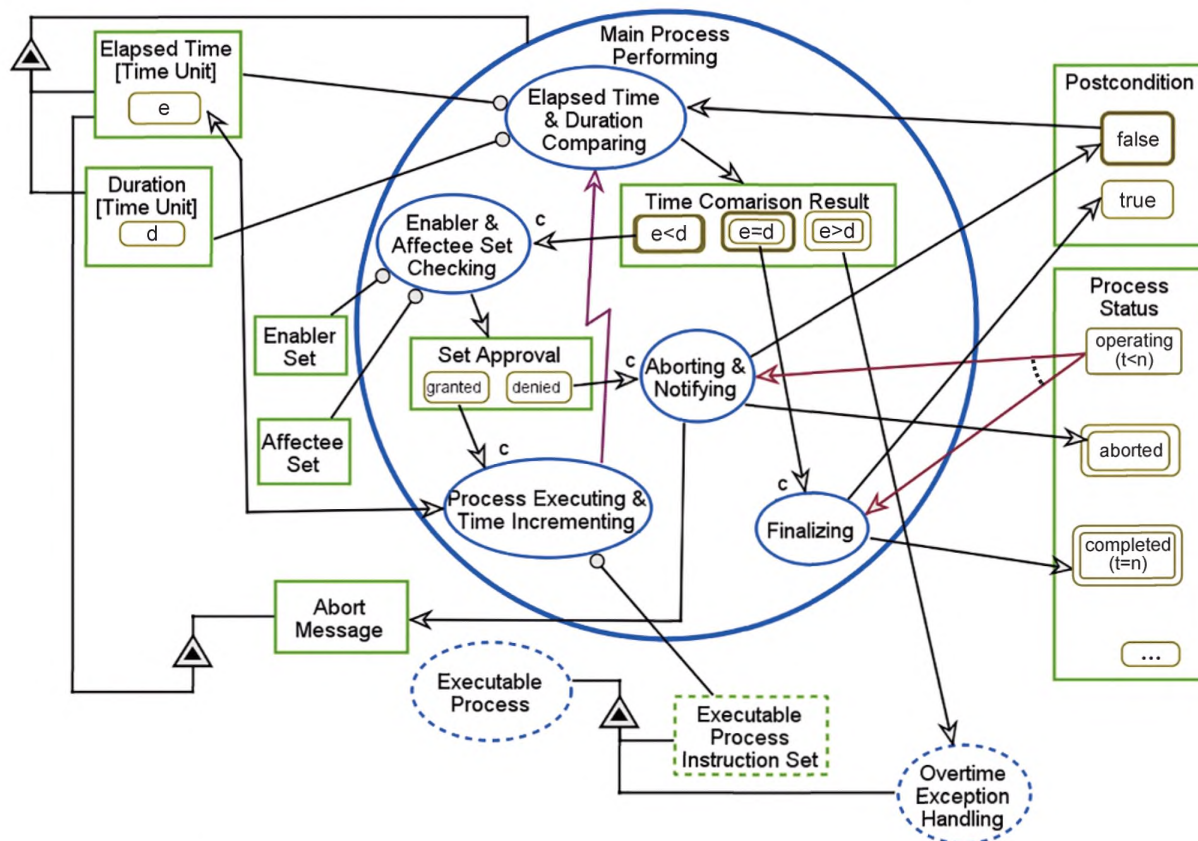 Main Process
Performing
Elapsed Time
[Time Unit]
e
Elapsed Time
& Duration
Comparing
Postcondition
false
true
Duration
[Time Unit]
d
Enabler &
Affectee Set
Checking
c
Time Comarison Result
e<d
e=d
e>d
Process
Status
operating
(t<n)
aborted
completed
(t=n)
...
Enabler
Set
Set Approval
granted
denied
c
Aborting &
Notifying
Affectee
Set
c
Process Executing &
Time Incrementing
c
Finalizing
Abort
Message
Executable
Process
Executable
Process
Instruction Set
Overtime
Exception
Handling